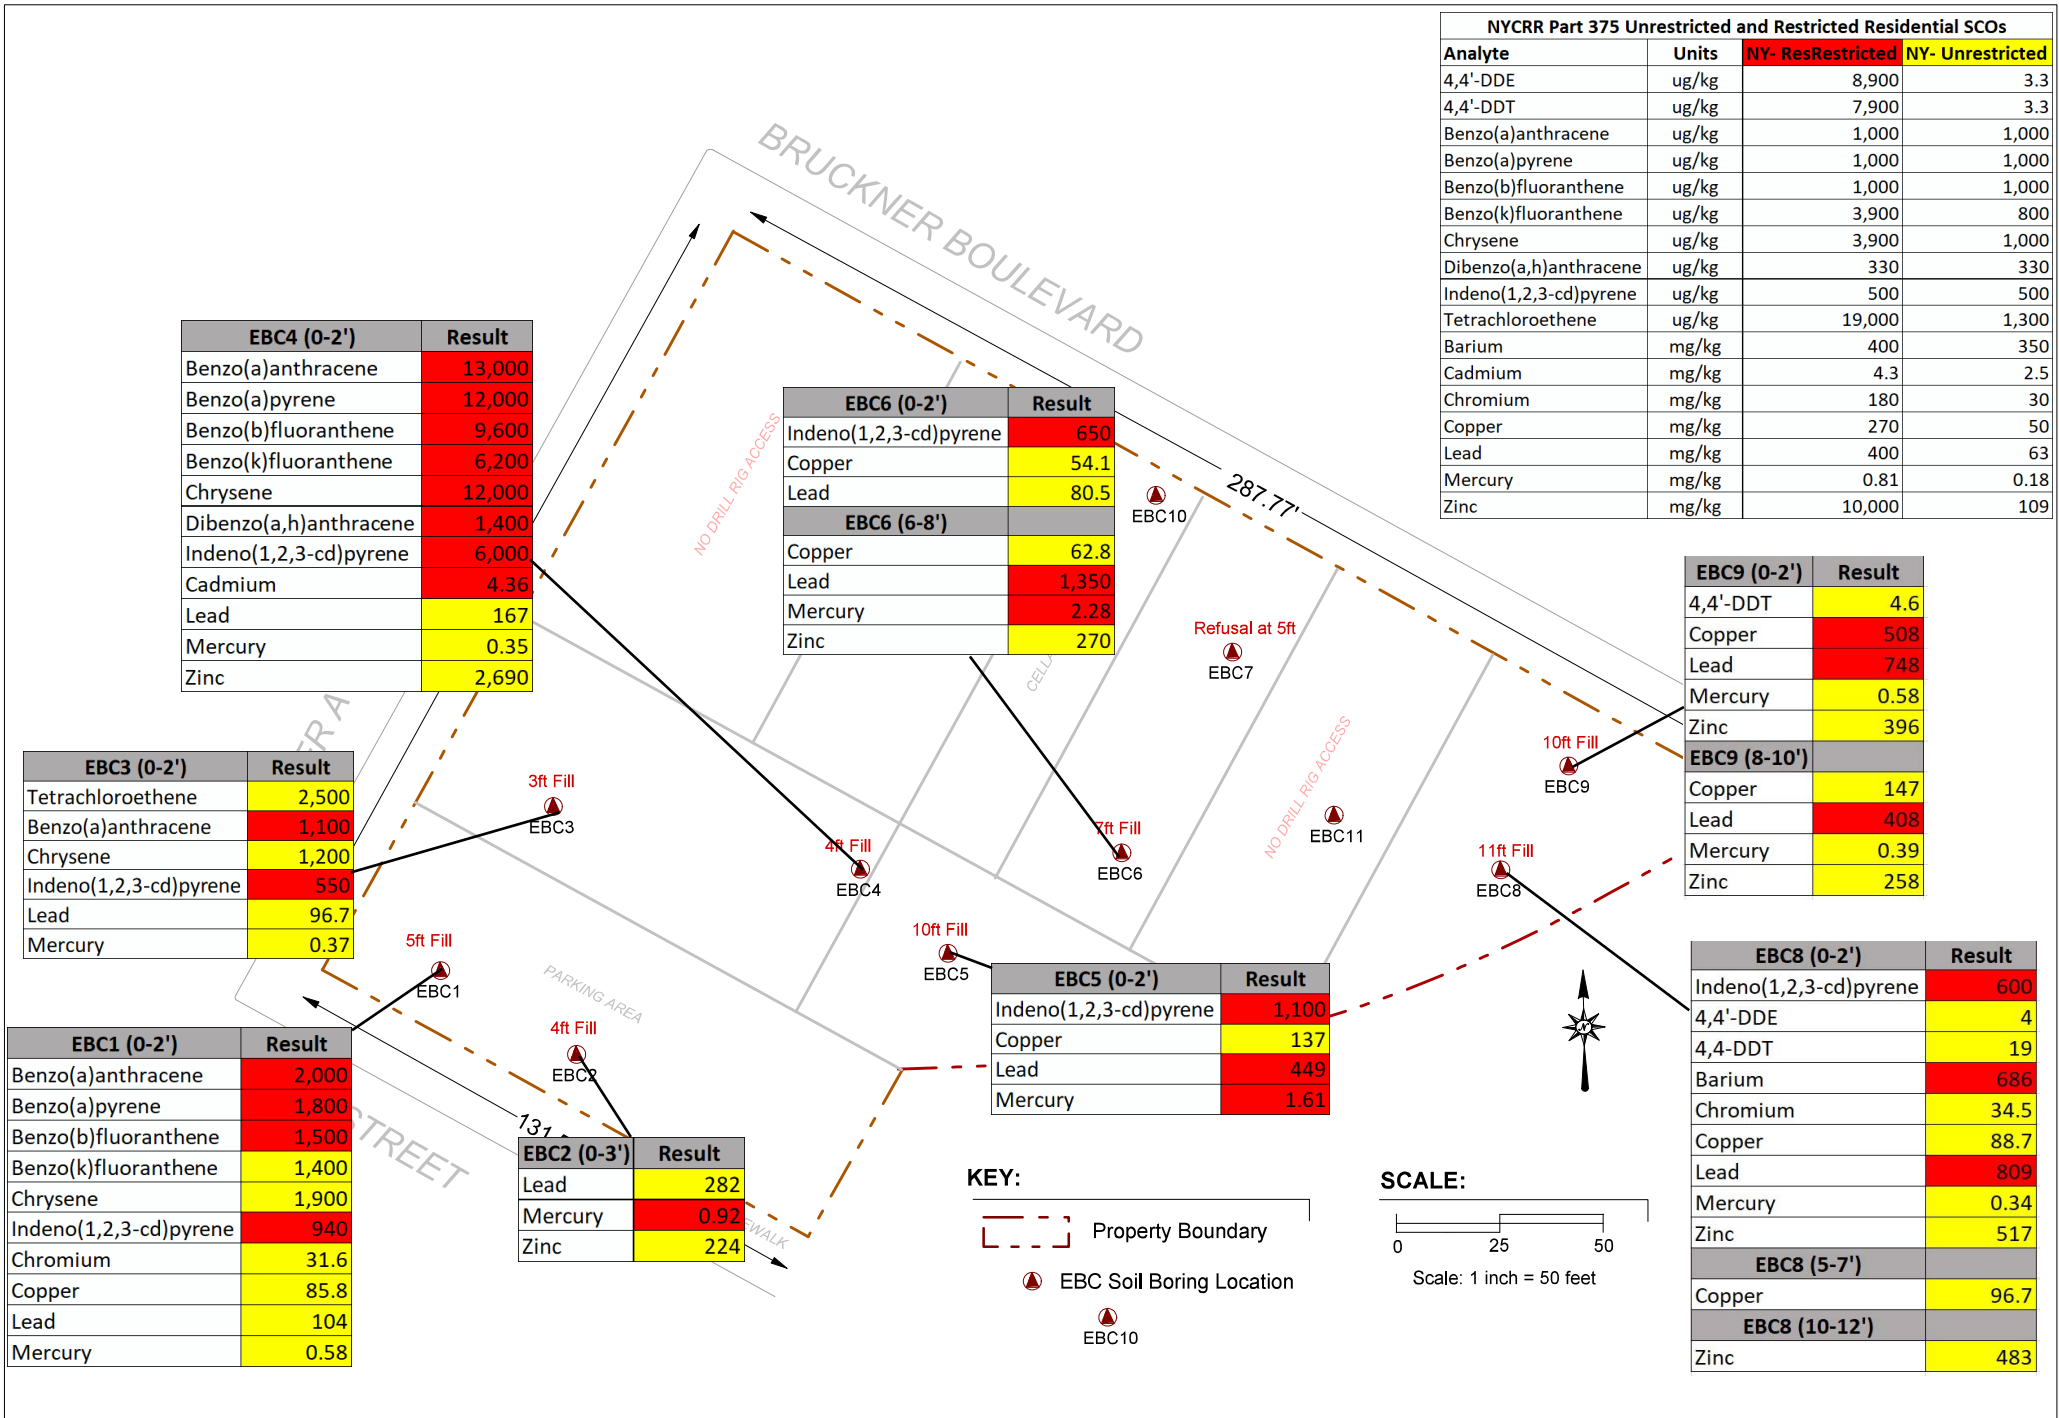 NYCRR Part 375 Unrestricted and Restricted Residential SCOs
Analyte Units NY- ResRestricted NY- Unrestricted
4,4'-DDE ug/kg 8,900 3.3
4,4'-DDT ug/kg 7,900 3.3
Benzo(a)anthracene ug/kg 1,000 1,000
Benzo(a)pyrene ug/kg 1,000 1,000
Benzo(b)fluoranthene ug/kg 1,000 1,000
Benzo(k)fluoranthene ug/kg 3,900 800
Chrysene ug/kg 3,900 1,000
Dibenzo(a,h)anthracene ug/kg 330 330
Indeno(1,2,3-cd)pyrene ug/kg 500 500
Tetrachloroethene ug/kg 19,000 1,300
Barium mg/kg 400 350
Cadmium mg/kg 4.3 2.5
Chromium mg/kg 180 30
Copper mg/kg 270 50
Lead mg/kg 400 63
Mercury mg/kg 0.81 0.18
Zinc mg/kg 10,000 109
BRUCKNER BOULEVARD
287.77'
EBC4 (0-2') Result
Benzo(a)anthracene 13,000
Benzo(a)pyrene 12,000
Benzo(b)fluoranthene 9,600
Benzo(k)fluoranthene 6,200
Chrysene 12,000
Dibenzo(a,h)anthracene 1,400
Indeno(1,2,3-cd)pyrene 6,000
Cadmium 4.36
Lead 167
Mercury 0.35
Zinc 2,690
NO DRILL RIG ACCESS
EBC6 (0-2') Result
Indeno(1,2,3-cd)pyrene 650
Copper 54.1
Lead 80.5
EBC6 (6-8')
Copper 62.8
Lead 1,350
Mercury 2.28
Zinc 270
CELLA
EBC10
Refusal at 5ft
EBC7
NO DRILL RIG ACCESS
EBC9 (0-2') Result
4,4'-DDT 4.6
Copper 508
Lead 748
Mercury 0.58
Zinc 396
EBC9 (8-10')
Copper 147
Lead 408
Mercury 0.39
Zinc 258
10ft Fill
EBC9
ER A
EBC3 (0-2') Result
Tetrachloroethene 2,500
Benzo(a)anthracene 1,100
Chrysene 1,200
Indeno(1,2,3-cd)pyrene 550
Lead 96.7
Mercury 0.37
3ft Fill
EBC3
4ft Fill
EBC4
7ft Fill
EBC6
EBC11
11ft Fill
EBC8
5ft Fill
EBC1
PARKING AREA
10ft Fill
EBC5
EBC5 (0-2') Result
Indeno(1,2,3-cd)pyrene 1,100
Copper 137
Lead 449
Mercury 1.61
N
EBC8 (0-2') Result
Indeno(1,2,3-cd)pyrene 600
4,4'-DDE 4
4,4-DDT 19
Barium 686
Chromium 34.5
Copper 88.7
Lead 809
Mercury 0.34
Zinc 517
EBC8 (5-7')
Copper 96.7
EBC8 (10-12')
Zinc 483
EBC1 (0-2') Result
Benzo(a)anthracene 2,000
Benzo(a)pyrene 1,800
Benzo(b)fluoranthene 1,500
Benzo(k)fluoranthene 1,400
Chrysene 1,900
Indeno(1,2,3-cd)pyrene 940
Chromium 31.6
Copper 85.8
Lead 104
Mercury 0.58
4ft Fill
EBC2
131.
STREET
EBC2 (0-3') Result
Lead 282
Mercury 0.92
Zinc 224
EWALK
KEY:
Property Boundary
EBC Soil Boring Location
EBC10
SCALE:
0 25 50
Scale: 1 inch = 50 feet